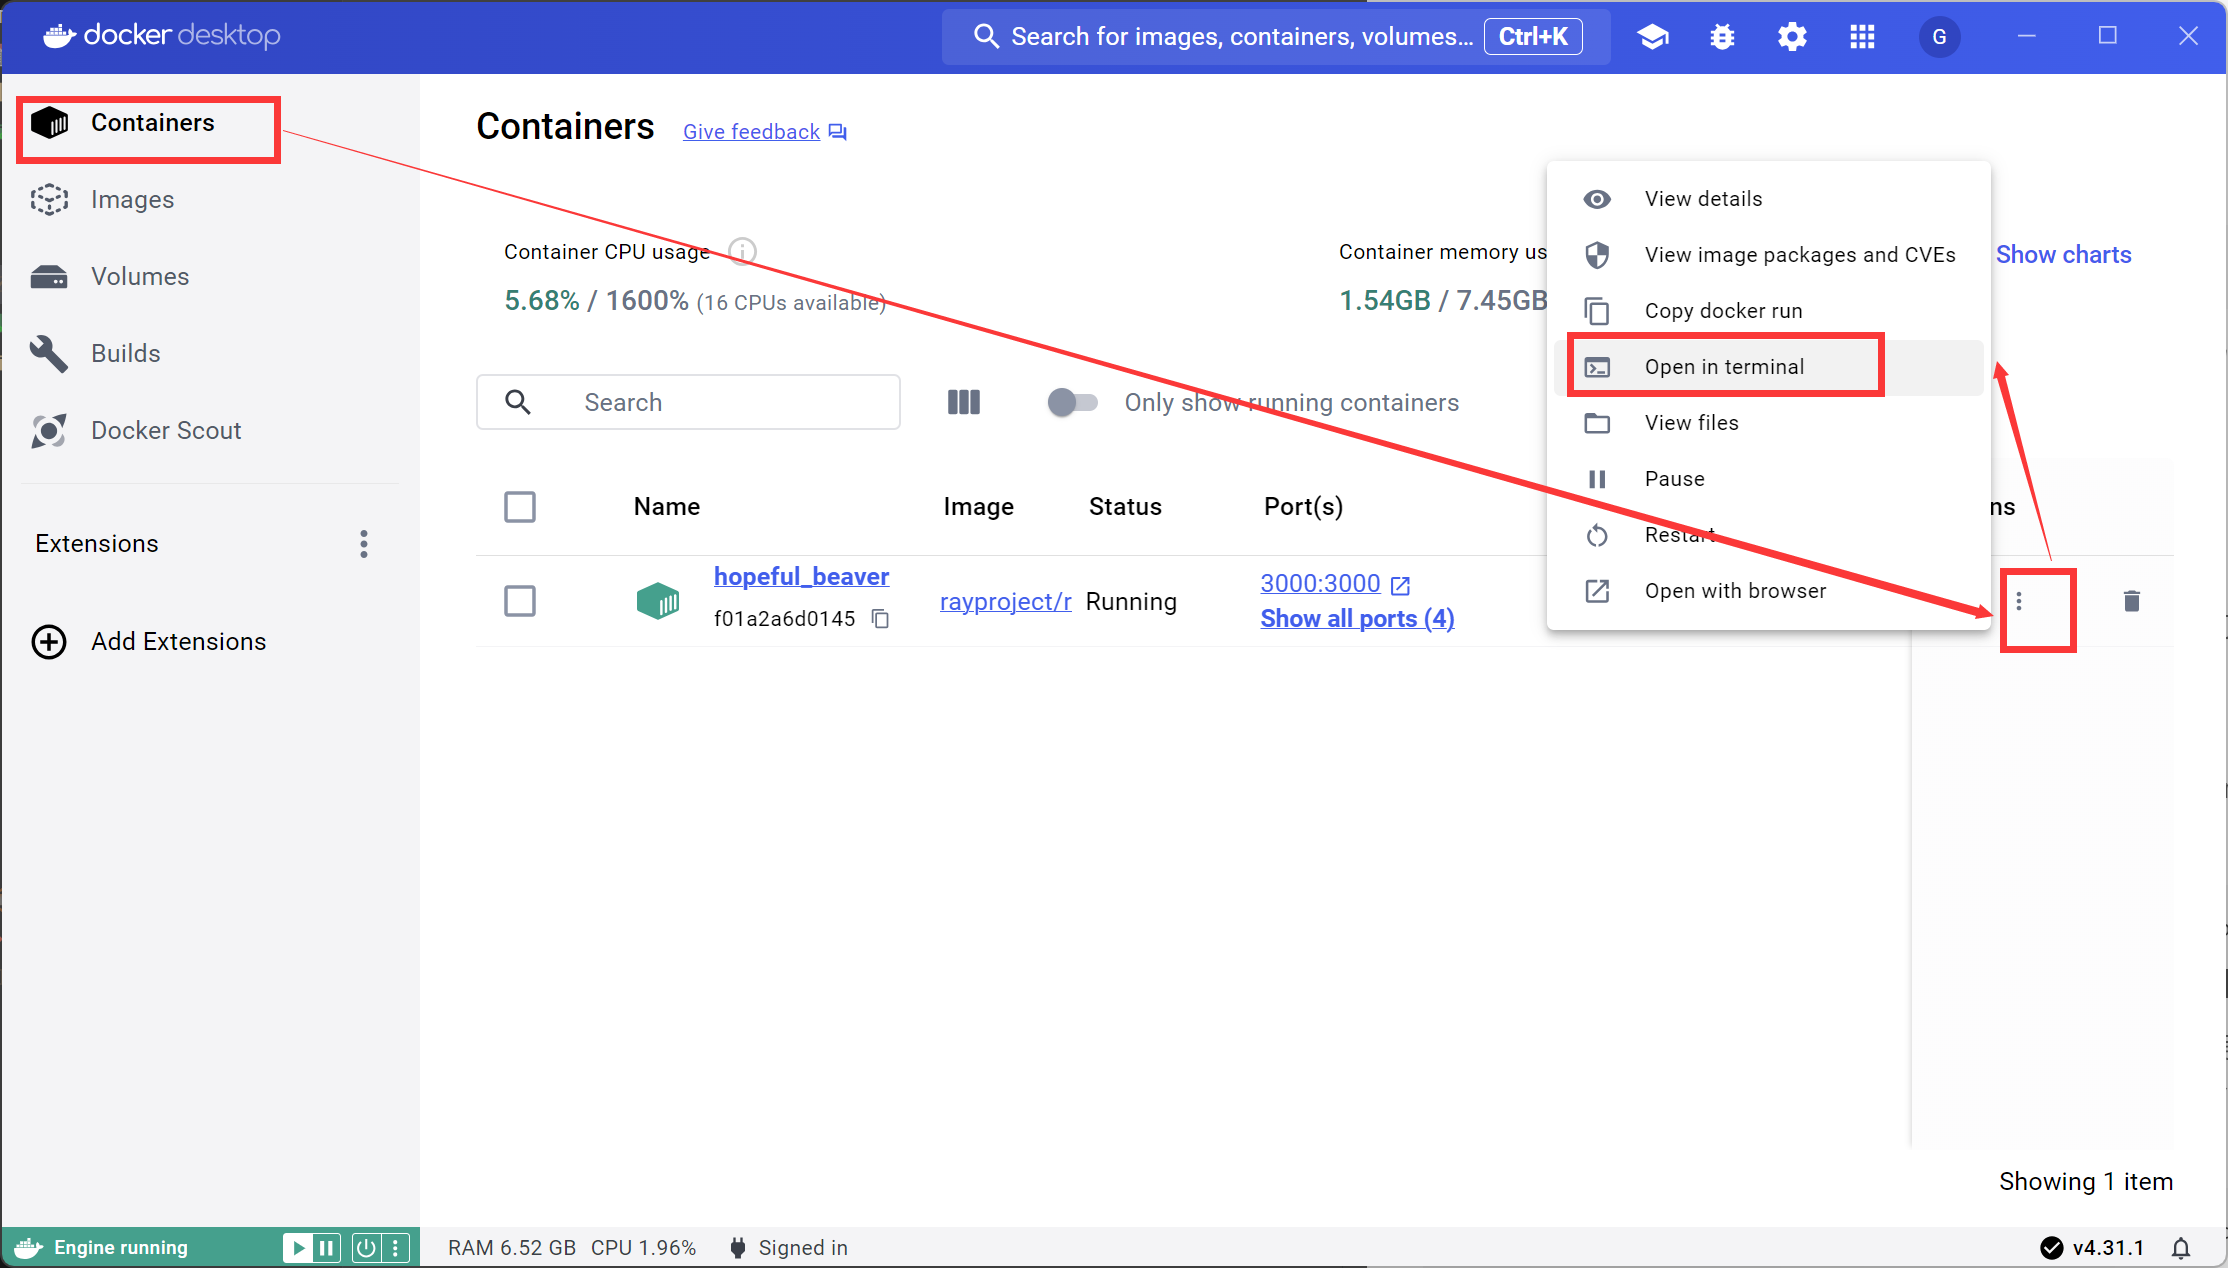 docker desktop
Search for images, containers, volumes... Ctrl+K
G
Containers
Images
Volumes
Builds
Docker Scout
Extensions
Add Extensions
Containers Give feedback
Container CPU usage
5.68% / 1600% (16 CPUs available)
Container memory us
1.54GB / 7.45GB
Show charts
Search
Only show running containers
Name Image Status Port(s) ns
hopeful_beaver
f01a2a6d0145
rayproject/r
Running
3000:3000
Show all ports (4)
View details
View image packages and CVEs
Copy docker run
Open in terminal
View files
Pause
Restart
Open with browser
Showing 1 item
Engine running
RAM 6.52 GB CPU 1.96% Signed in
v4.31.1